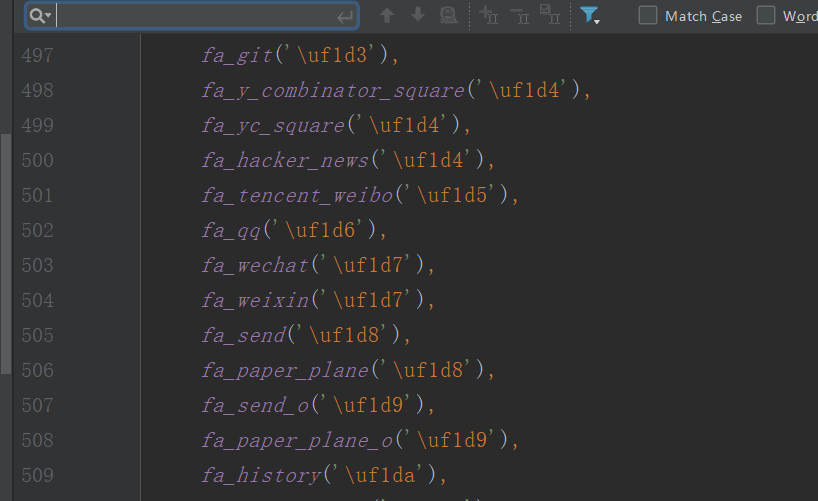 Match Case Word
497 fa_git('\uf1d3'),
498 fa_y_combinator_square('\uf1d4'),
499 fa_yc_square('\uf1d4'),
500 fa_hacker_news('\uf1d4'),
501 fa_tencent_weibo('\uf1d5'),
502 fa_qq('\uf1d6'),
503 fa_wechat('\uf1d7'),
504 fa_weixin('\uf1d7'),
505 fa_send('\uf1d8'),
506 fa_paper_plane('\uf1d8'),
507 fa_send_o('\uf1d9'),
508 fa_paper_plane_o('\uf1d9'),
509 fa_history('\uf1da'),